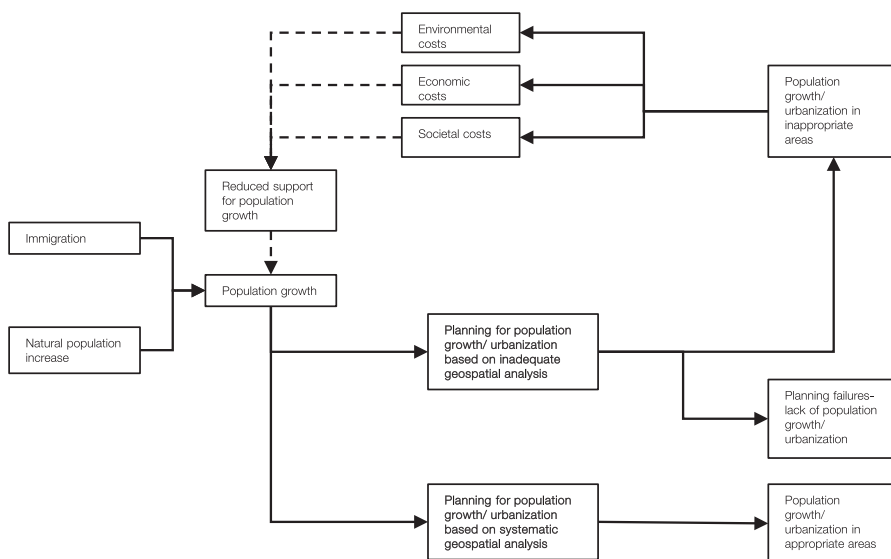 Environmental
costs
Economic
costs
Societal costs
Population
growth/
urbanization in
inappropriate
areas
Reduced support
for population
growth
Immigration
Population growth
Natural population
increase
Planning for population
growth/ urbanization
based on inadequate
geospatial analysis
Planning failures-
lack of population
growth/
urbanization
Planning for population
growth/ urbanization
based on systematic
geospatial analysis
Population
growth/
urbanization in
appropriate areas